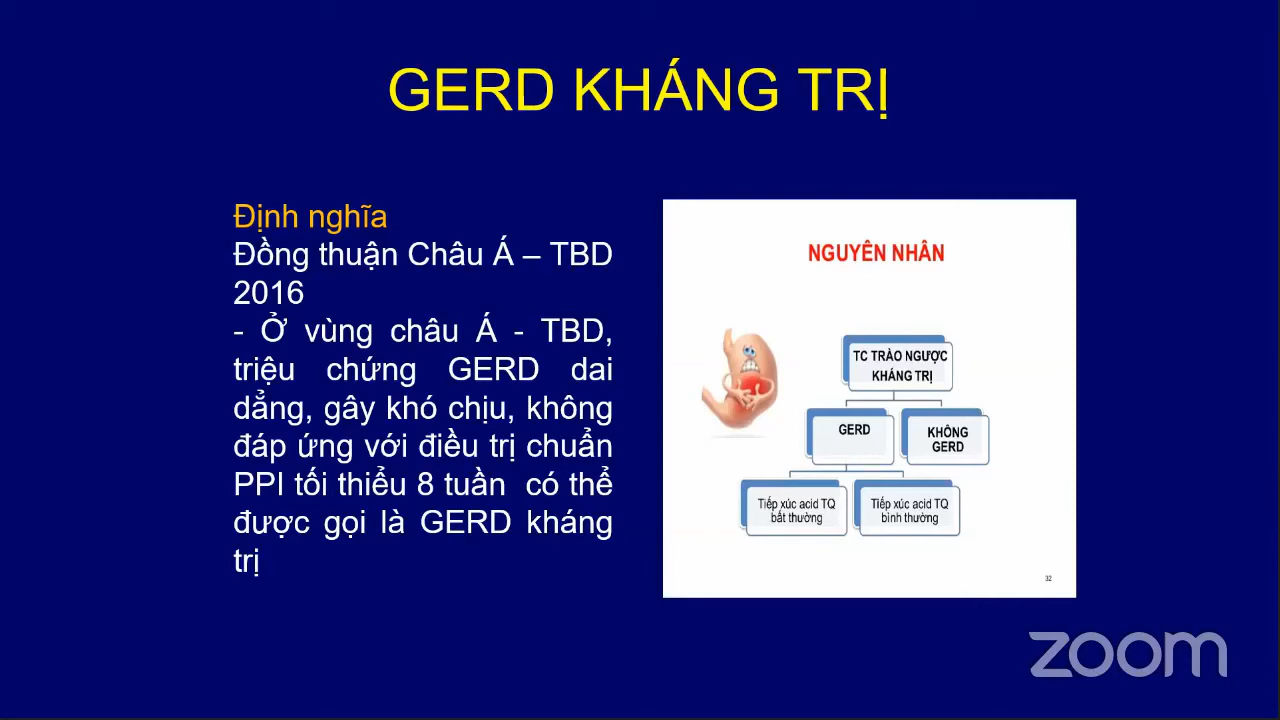 GERD KHÁNG TRỊ
Định nghĩa
Đồng thuận Châu Á – TBD
2016
- Ở vùng châu Á - TBD,
triệu chứng GERD dai
dẳng, gây khó chịu, không
đáp ứng với điều trị chuẩn
PPI tối thiểu 8 tuần có thể
được gọi là GERD kháng
trị
NGUYÊN NHÂN
TC TRÀO NGƯỢC
KHÁNG TRỊ
GERD
KHÔNG
GERD
Tiếp xúc acid TQ
bất thường
Tiếp xúc acid TQ
bình thường
32
zoom